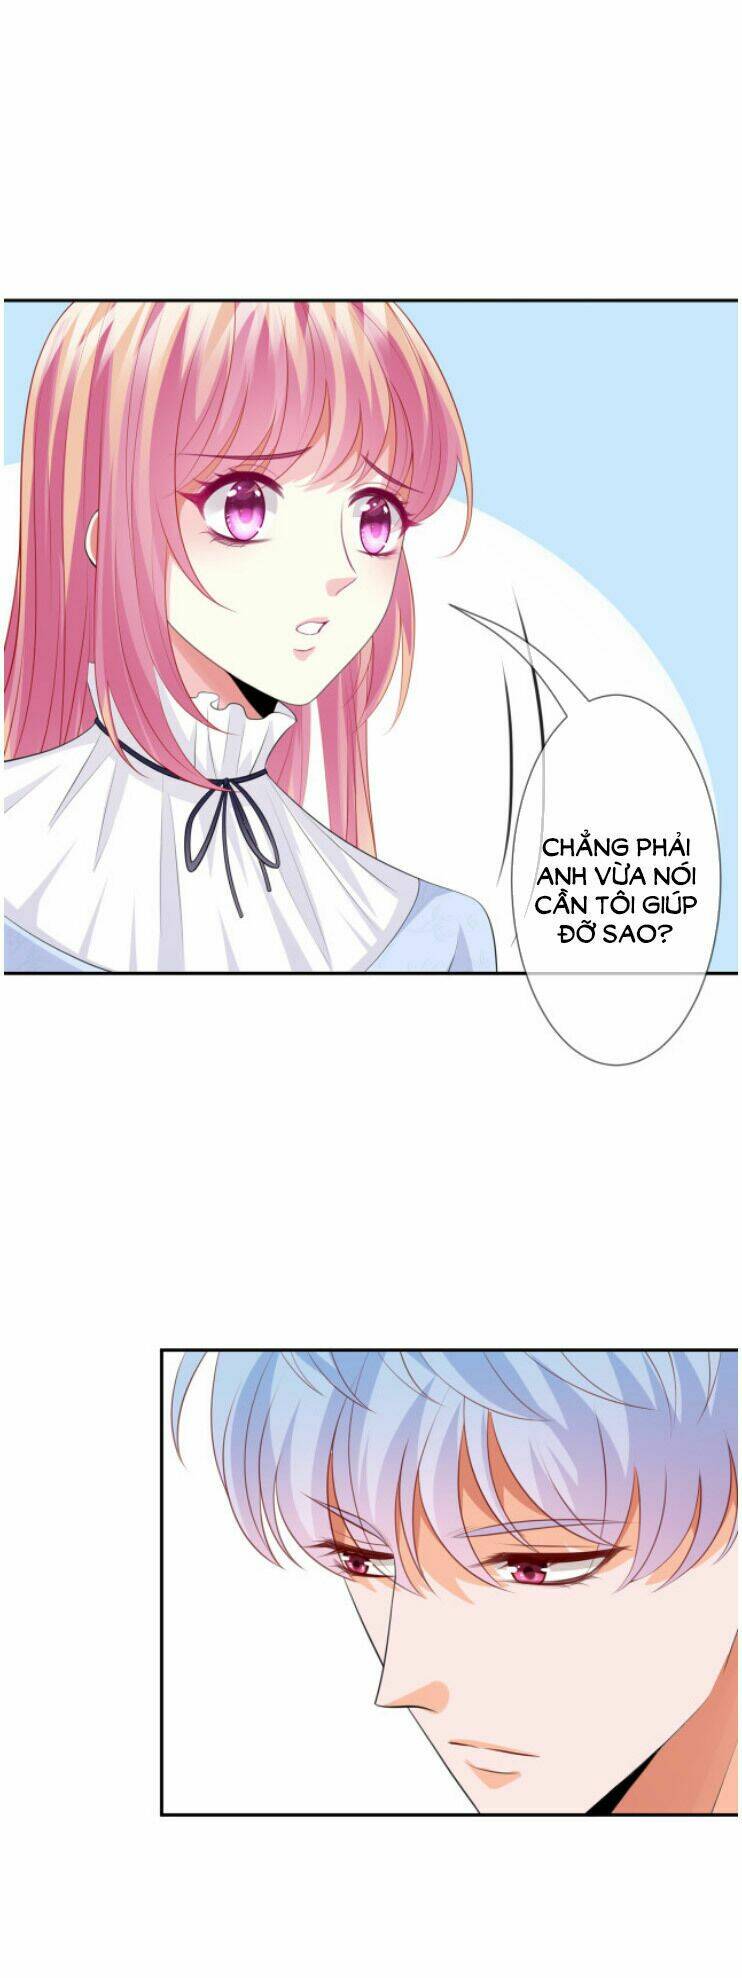 CHẲNG PHẢI
ANH VỪA NÓI
CẦN TÔI GIÚP
ĐỠ SAO?